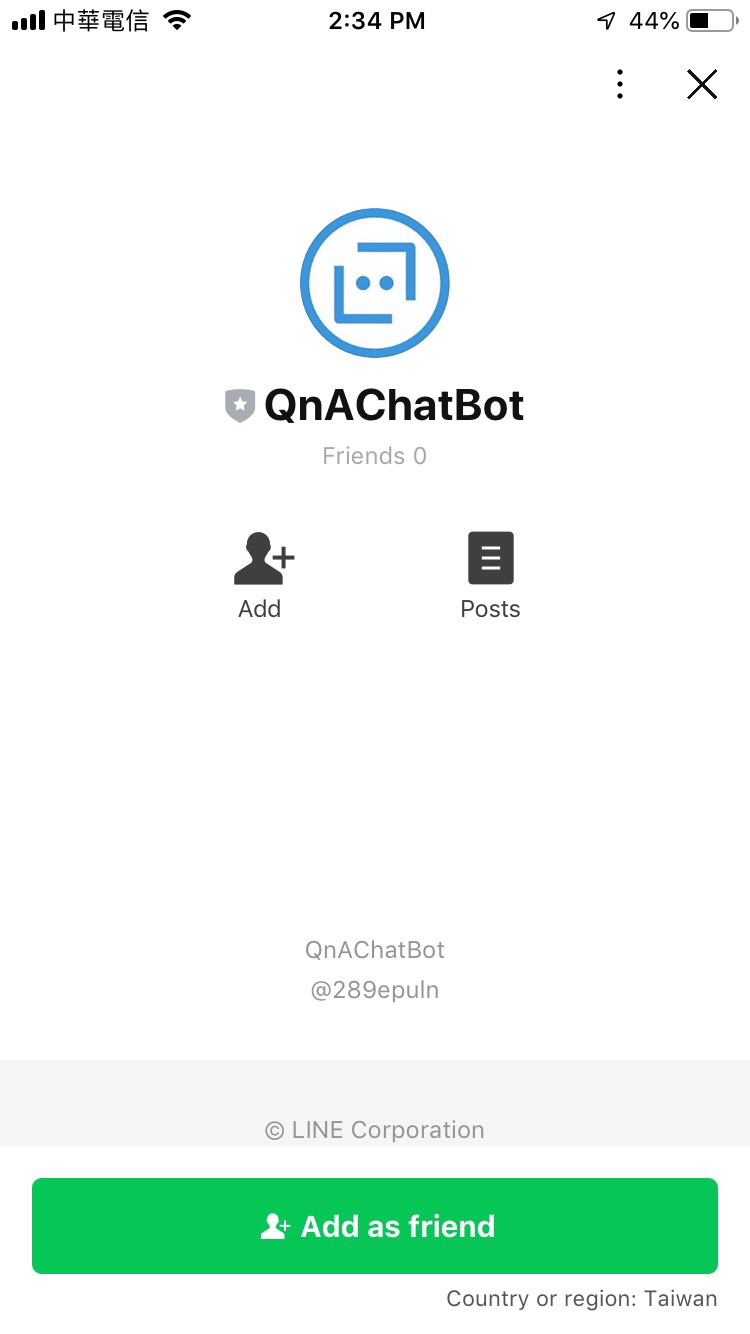 中華電信 2:34 PM 44%
QnAChatBot
Friends 0
Add Posts
QnAChatBot
@289epuln
© LINE Corporation
Add as friend
Country or region: Taiwan